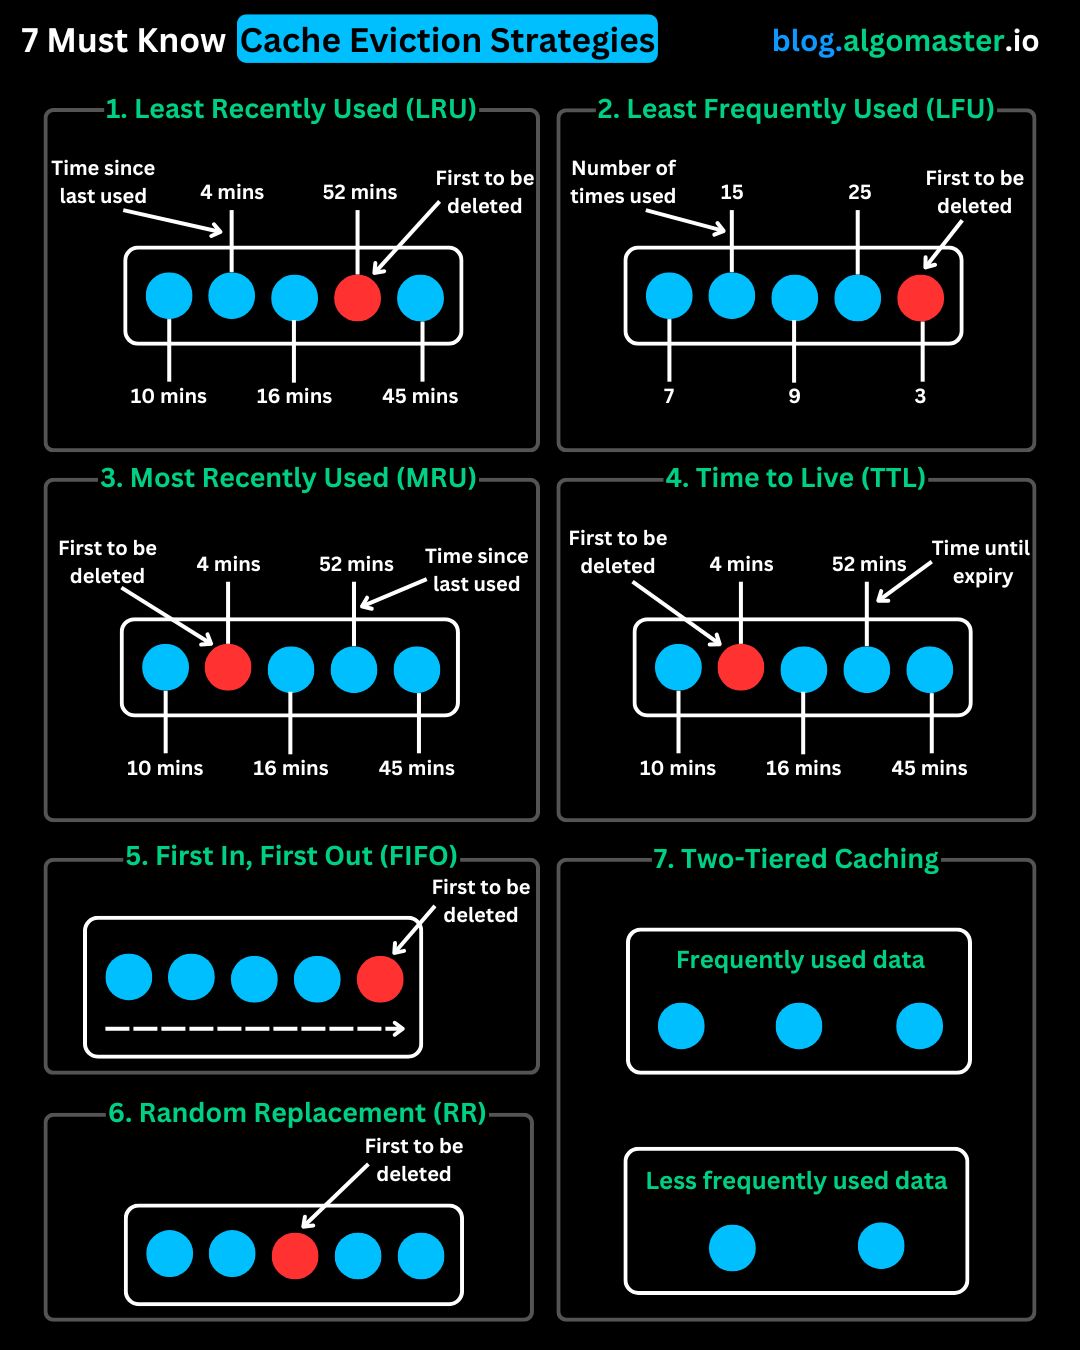 7 Must Know Cache Eviction Strategies
blog.algomaster.io
1. Least Recently Used (LRU)
Time since
last used
4 mins
52 mins
First to be
deleted
10 mins
16 mins
45 mins
2. Least Frequently Used (LFU)
Number of
times used
15
25
First to be
deleted
7
9
3
3. Most Recently Used (MRU)
First to be
deleted
4 mins
52 mins
Time since
last used
10 mins
16 mins
45 mins
4. Time to Live (TTL)
First to be
deleted
4 mins
52 mins
Time until
expiry
10 mins
16 mins
45 mins
5. First In, First Out (FIFO)
First to be
deleted
6. Random Replacement (RR)
First to be
deleted
7. Two-Tiered Caching
Frequently used data
Less frequently used data